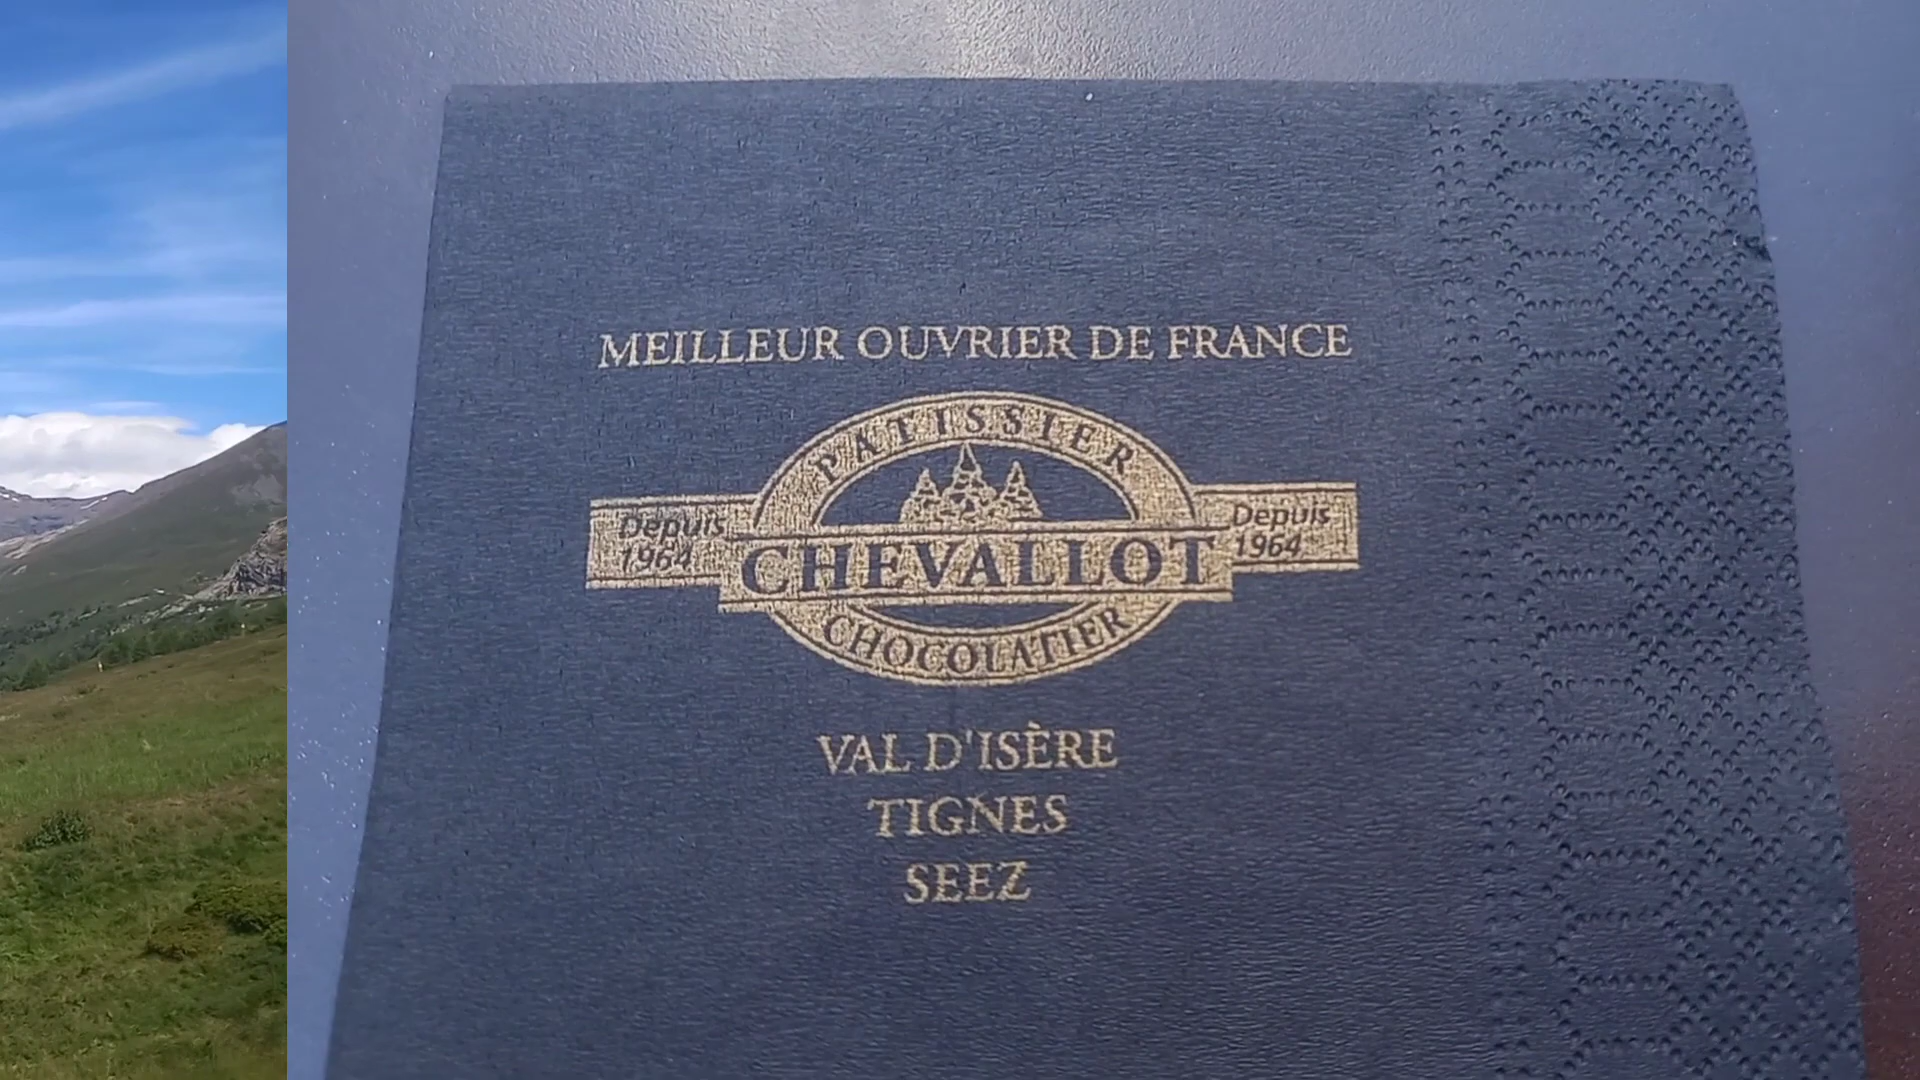 MEILLEUR OUVRIER DE FRANCE
PATISSIER
Depuis
1964
CHEVALLOT
Depuis
1964
CHOCOLATIER
VAL D'ISÈRE
TIGNES
SEEZ